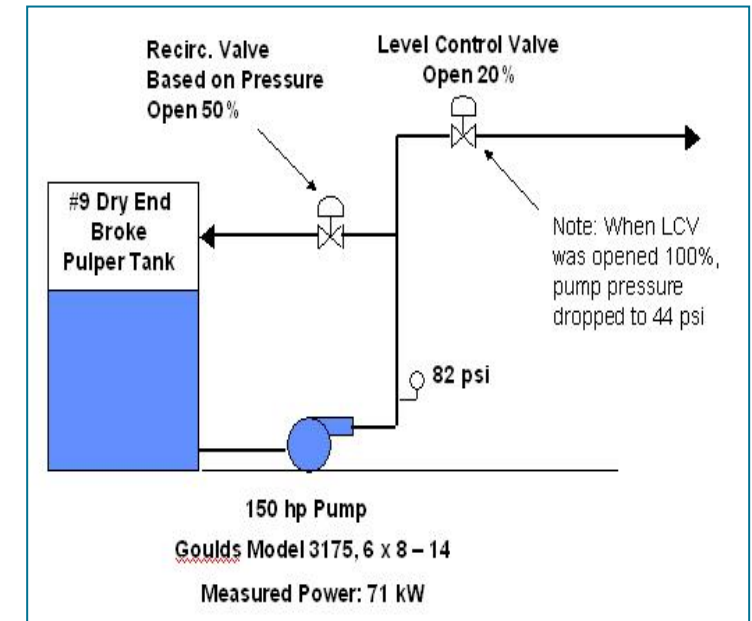 Recirc. Valve
Based on Pressure
Open 50%
Level Control Valve
Open 20%
#9 Dry End
Broke
Pulper Tank
Note: When LCV
was opened 100%,
pump pressure
dropped to 44 psi
82 psi
150 hp Pump
Goulds Model 3175, 6 x 8 – 14
Measured Power: 71 kW